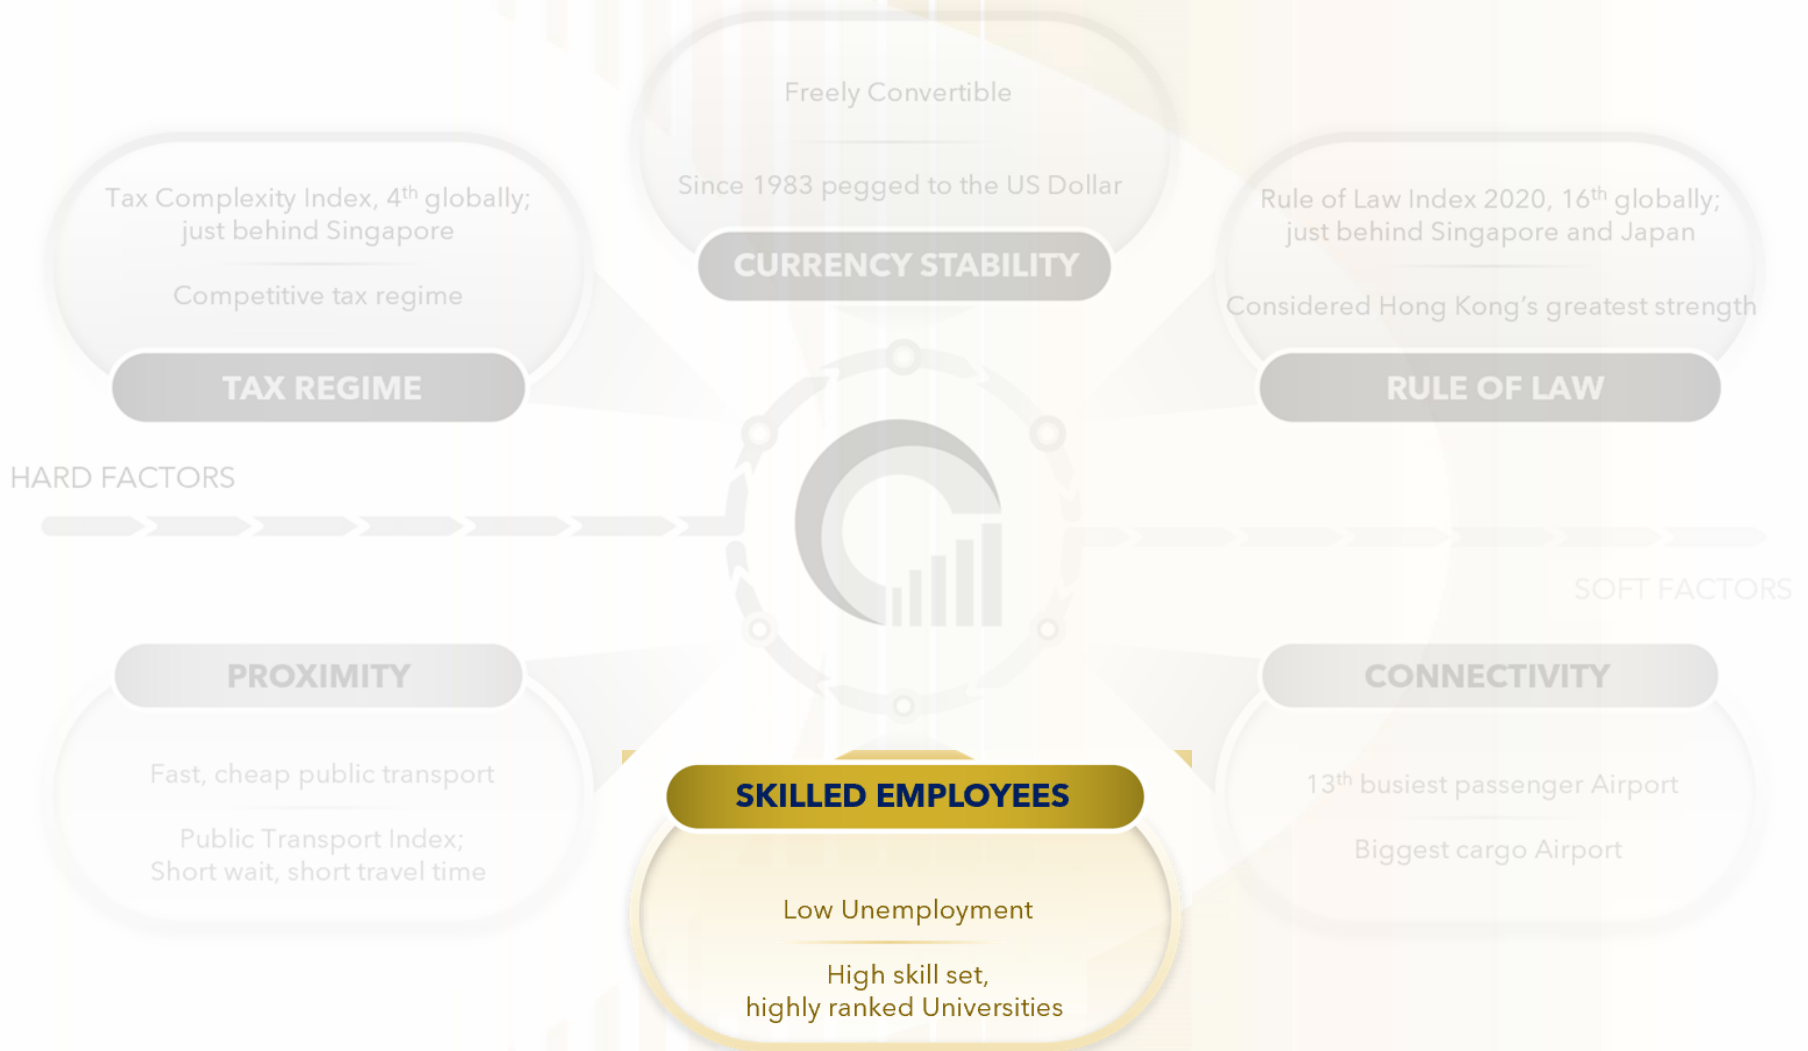 Freely Convertible
Since 1983 pegged to the US Dollar
CURRENCY STABILITY
Tax Complexity Index, 4th globally;
just behind Singapore
Competitive tax regime
TAX REGIME
Rule of Law Index 2020, 16th globally;
just behind Singapore and Japan
Considered Hong Kong’s greatest strength
RULE OF LAW
HARD FACTORS
SOFT FACTORS
PROXIMITY
Fast, cheap public transport
Public Transport Index;
Short wait, short travel time
SKILLED EMPLOYEES
Low Unemployment
High skill set,
highly ranked Universities
CONNECTIVITY
13th busiest passenger Airport
Biggest cargo Airport